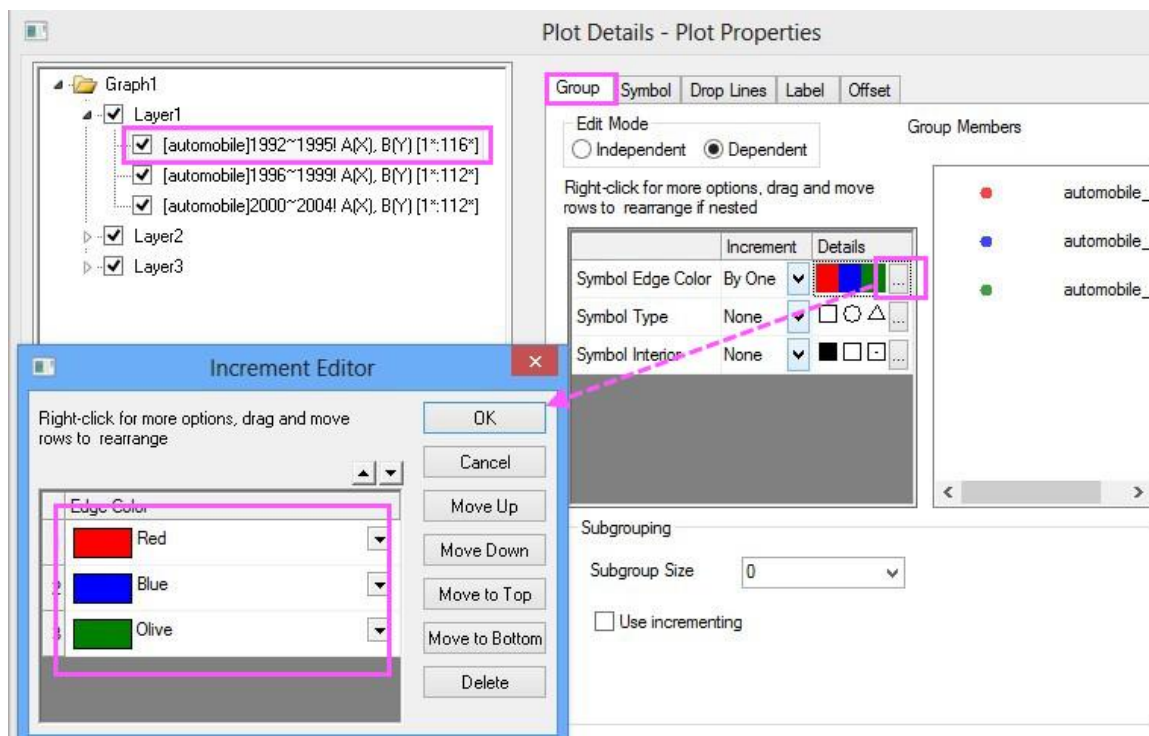 Plot Details - Plot Properties
Graph1
Layer1
[automobile]1992~1995! A(X), B(Y) [1*:116*]
[automobile]1996~1999! A(X), B(Y) [1*:112*]
[automobile]2000~2004! A(X), B(Y) [1*:112*]
Layer2
Layer3
Group Symbol Drop Lines Label Offset
Edit Mode
Independent Dependent
Group Members
Right-click for more options, drag and move
rows to rearrange if nested
automobile_
automobile_
automobile_
Increment Details
Symbol Edge Color By One ...
Symbol Type None ...
Symbol Interior None ...
Subgrouping
Subgroup Size 0
Use incrementing
Increment Editor
Right-click for more options, drag and move
rows to rearrange
OK
Cancel
Move Up
Move Down
Move to Top
Move to Bottom
Delete
Edge Color
Red
2 Blue
3 Olive